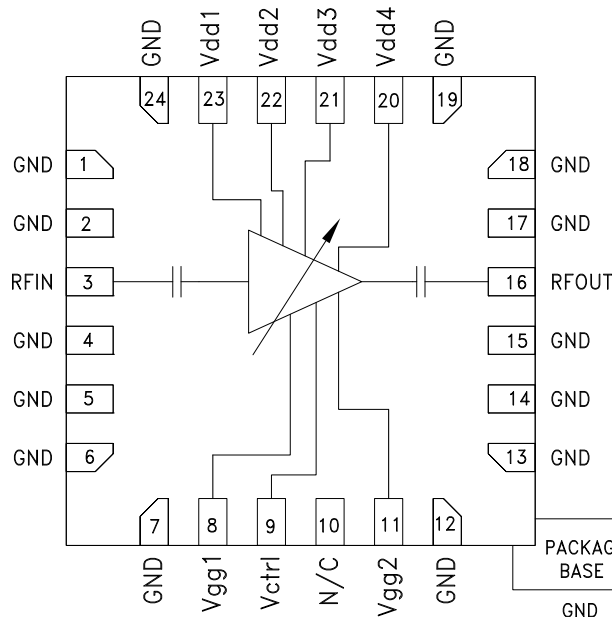 GND
Vdd1
Vdd2
Vdd3
Vdd4
GND
24
23
22
21
20
19
GND 1
18 GND
GND 2
17 GND
RFIN 3
16 RFOUT
GND 4
15 GND
GND 5
14 GND
GND 6
13 GND
7
8
9
10
11
12
GND
Vgg1
Vctrl
N/C
Vgg2
GND
PACKAG
BASE
GND